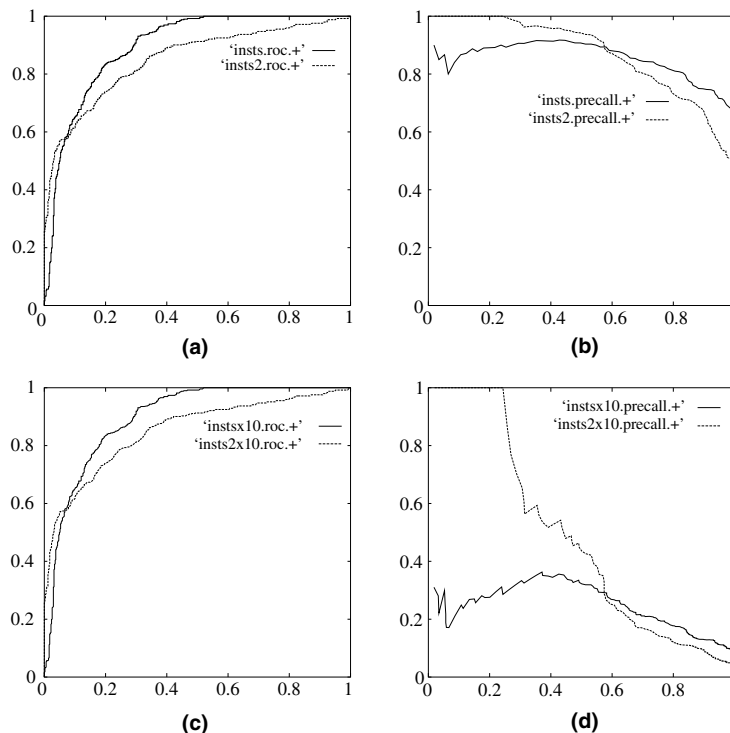 1
0.8
0.6
0.4
0.2
0
0 0.2 0.4 0.6 0.8 1
‘insts.roc.+’
‘insts2.roc.+’
(a)
1
0.8
0.6
0.4
0.2
0
0 0.2 0.4 0.6 0.8
‘insts.precall.+’
‘insts2.precall.+’
(b)
1
0.8
0.6
0.4
0.2
0
0 0.2 0.4 0.6 0.8 1
‘instsx10.roc.+’
‘insts2x10.roc.+’
(c)
1
0.8
0.6
0.4
0.2
0
0 0.2 0.4 0.6 0.8
‘instsx10.precall.+’
‘insts2x10.precall.+’
(d)